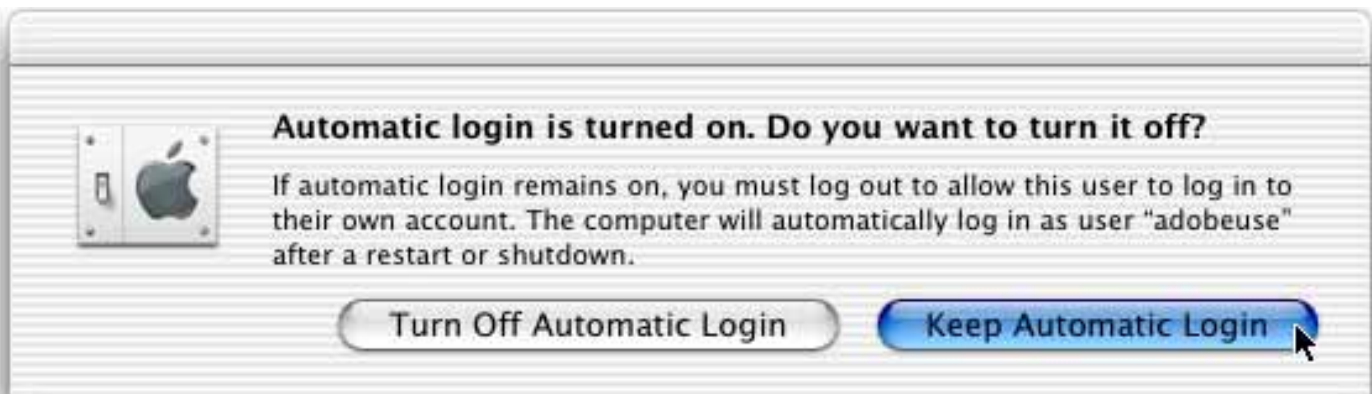 Automatic login is turned on. Do you want to turn it off?
If automatic login remains on, you must log out to allow this user to log in to
their own account. The computer will automatically log in as user “adobeuse”
after a restart or shutdown.
Turn Off Automatic Login
Keep Automatic Login